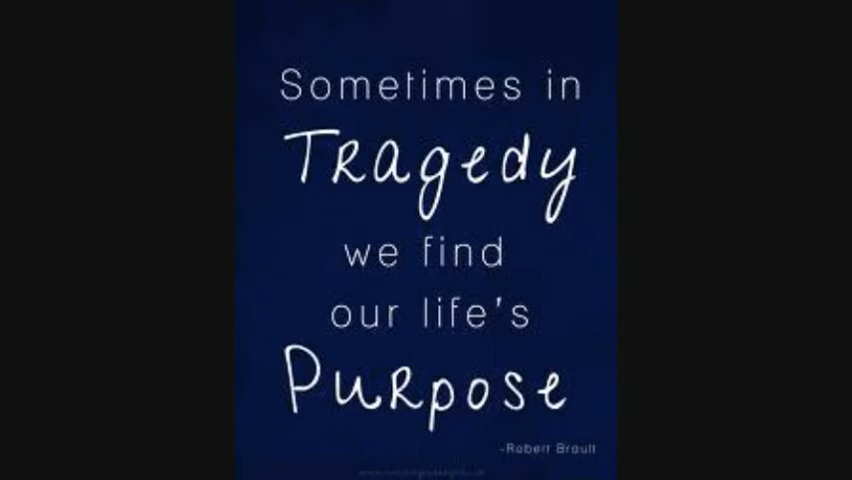 Sometimes in
TRagedy
we find
our life's
PuRpose
-Robert Brault